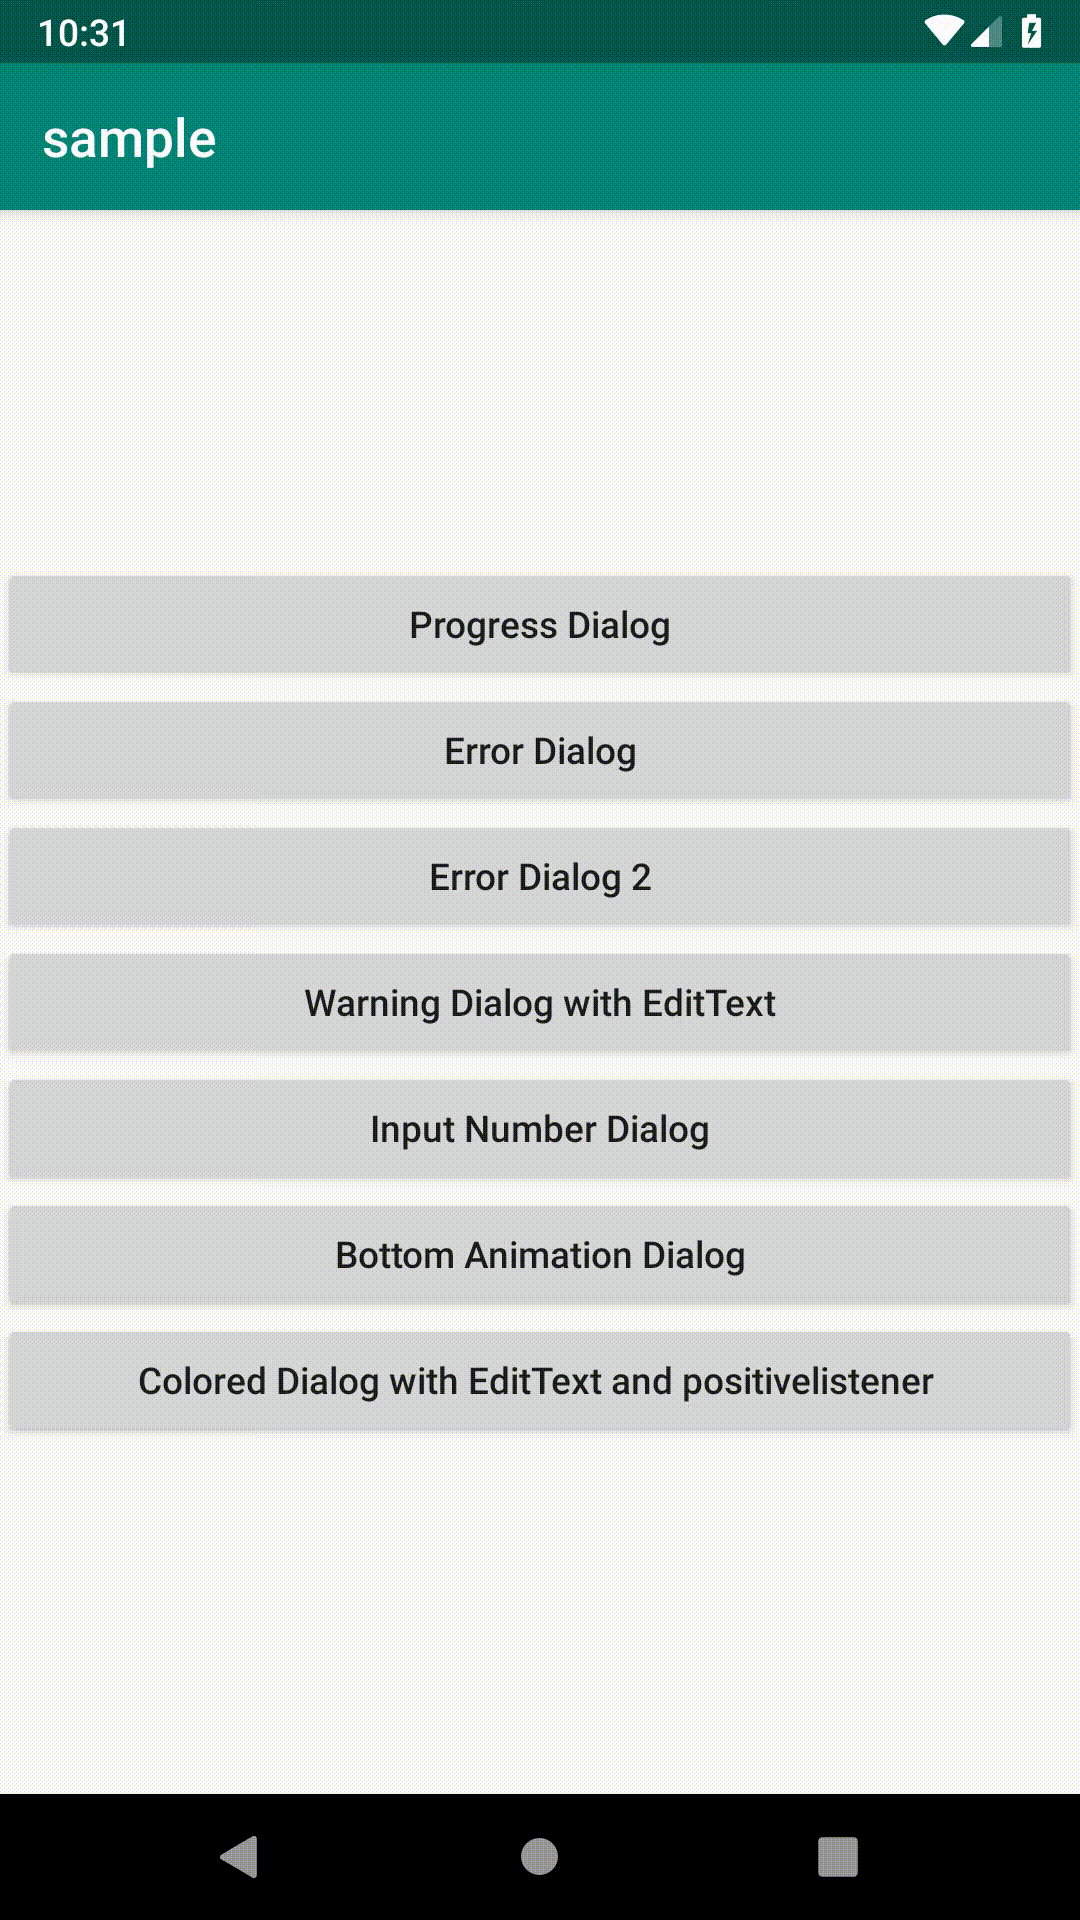 10:31
sample
Progress Dialog
Error Dialog
Error Dialog 2
Warning Dialog with EditText
Input Number Dialog
Bottom Animation Dialog
Colored Dialog with EditText and positivelistener